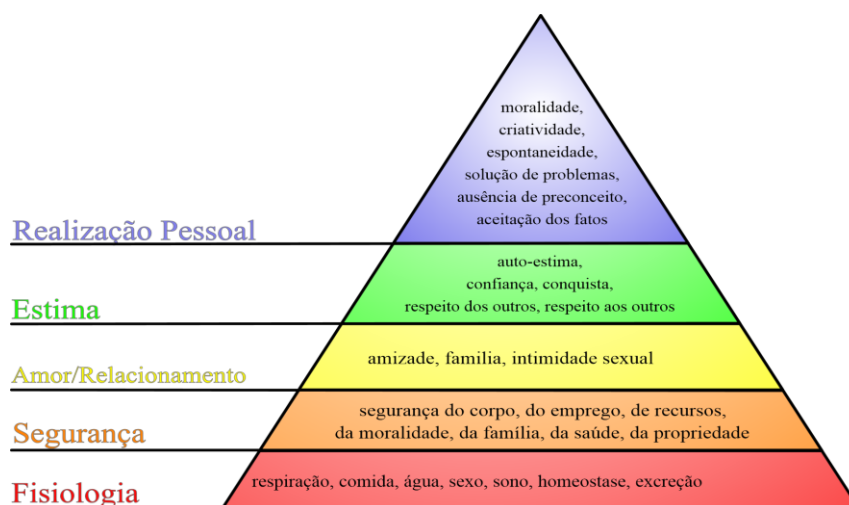 moralidade,
criatividade,
espontaneidade,
solução de problemas,
ausência de preconceito,
aceitação dos fatos
Realização Pessoal
auto-estima,
confiança, conquista,
respeito dos outros, respeito aos outros
Estima
amizade, família, intimidade sexual
Amor/Relacionamento
segurança do corpo, do emprego, de recursos,
da moralidade, da família, da saúde, da propriedade
Segurança
respiração, comida, água, sexo, sono, homeostase, excreção
Fisiologia